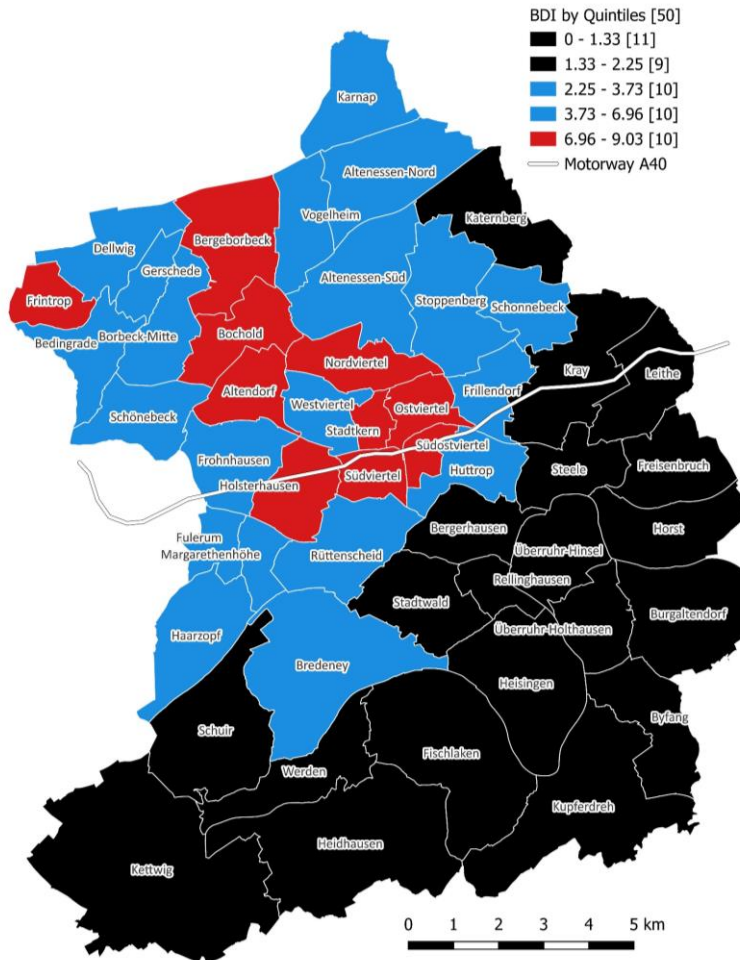 BDI by Quintiles [50]
0 - 1.33 [11]
1.33 - 2.25 [9]
2.25 - 3.73 [10]
3.73 - 6.96 [10]
6.96 - 9.03 [10]
Motorway A40
Karnap
Altenessen-Nord
Vogelheim
Katernberg
Bergeborbeck
Dellwig
Gerschede
Altenessen-Süd
Stoppenberg
Schonnebeck
Frintrop
Bochold
Borbeck-Mitte
Bedingrade
Nordviertel
Kray
Leithe
Altendorf
Frillendorf
Westviertel
Ostviertel
Schönebeck
Stadtkern
Südostviertel
Frohnhausen
Südviertel
Huttrop
Steele
Freisenbruch
Holsterhausen
Bergerhausen
Horst
Fulerum
Margarethenhöhe
Rüttenscheid
Überruhr-Hinsel
Rellinghausen
Stadtwald
Burgaltendorf
Haarzopf
Überruhr-Holthausen
Bredeney
Heisingen
Byfang
Schuir
Fischlaken
Werden
Kupferdreh
Heidhausen
Kettwig
0 1 2 3 4 5 km